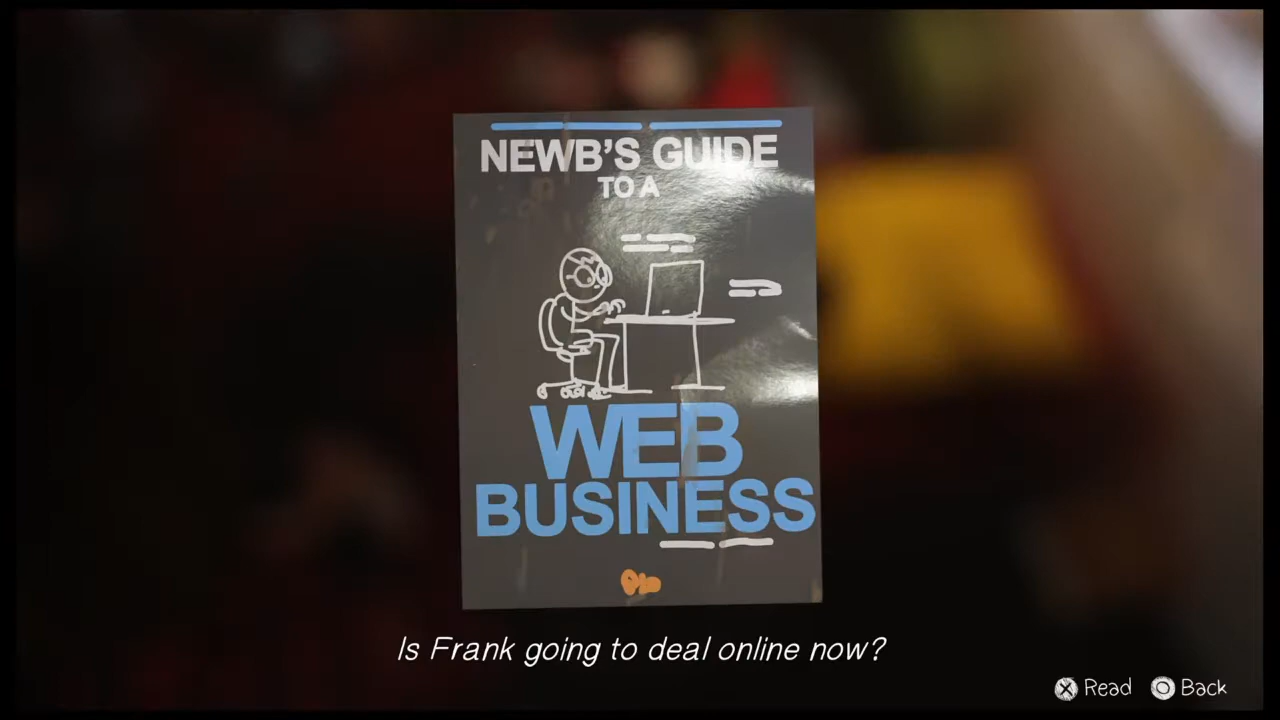 NEWB'S GUIDE
TO A
WEB
BUSINESS
Is Frank going to deal online now?
Read
Back